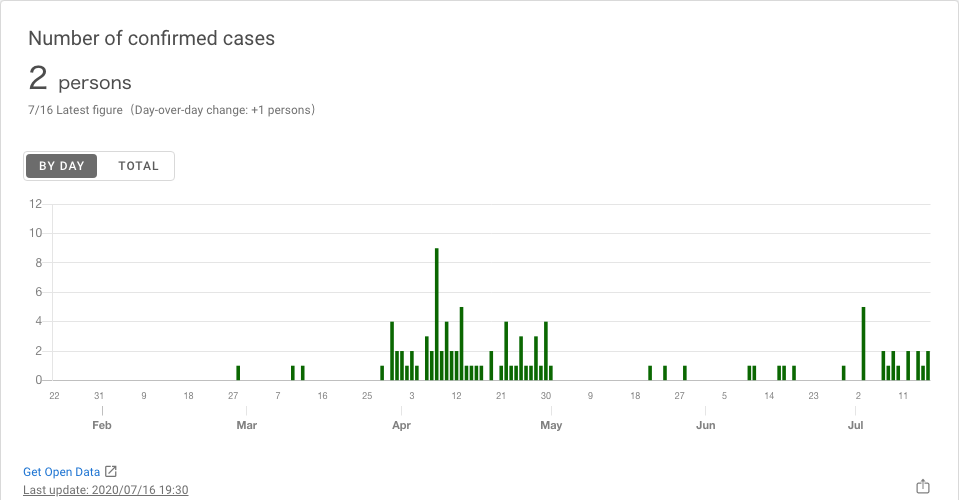 Number of confirmed cases
2 persons
7/16 Latest figure（Day-over-day change: +1 persons）
BY DAY TOTAL
12
10
8
6
4
2
0
22 31 9 18 27 7 16 25 3 12 21 30 9 18 27 5 14 23 2 11
Feb Mar Apr May Jun Jul
Get Open Data
Last update: 2020/07/16 19:30